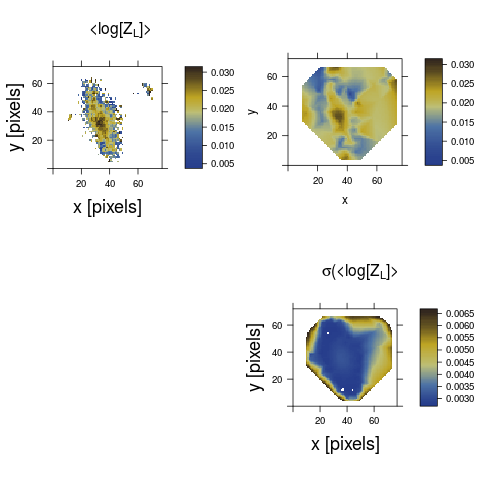 <log[Z_L]>
60
40
20
20 40 60
x [pixels]
y [pixels]
0.030
0.025
0.020
0.015
0.010
0.005
60
40
20
20 40 60
x
y
0.030
0.025
0.020
0.015
0.010
0.005
σ(<log[Z_L]>
60
40
20
20 40 60
x [pixels]
y [pixels]
0.0065
0.0060
0.0055
0.0050
0.0045
0.0040
0.0035
0.0030